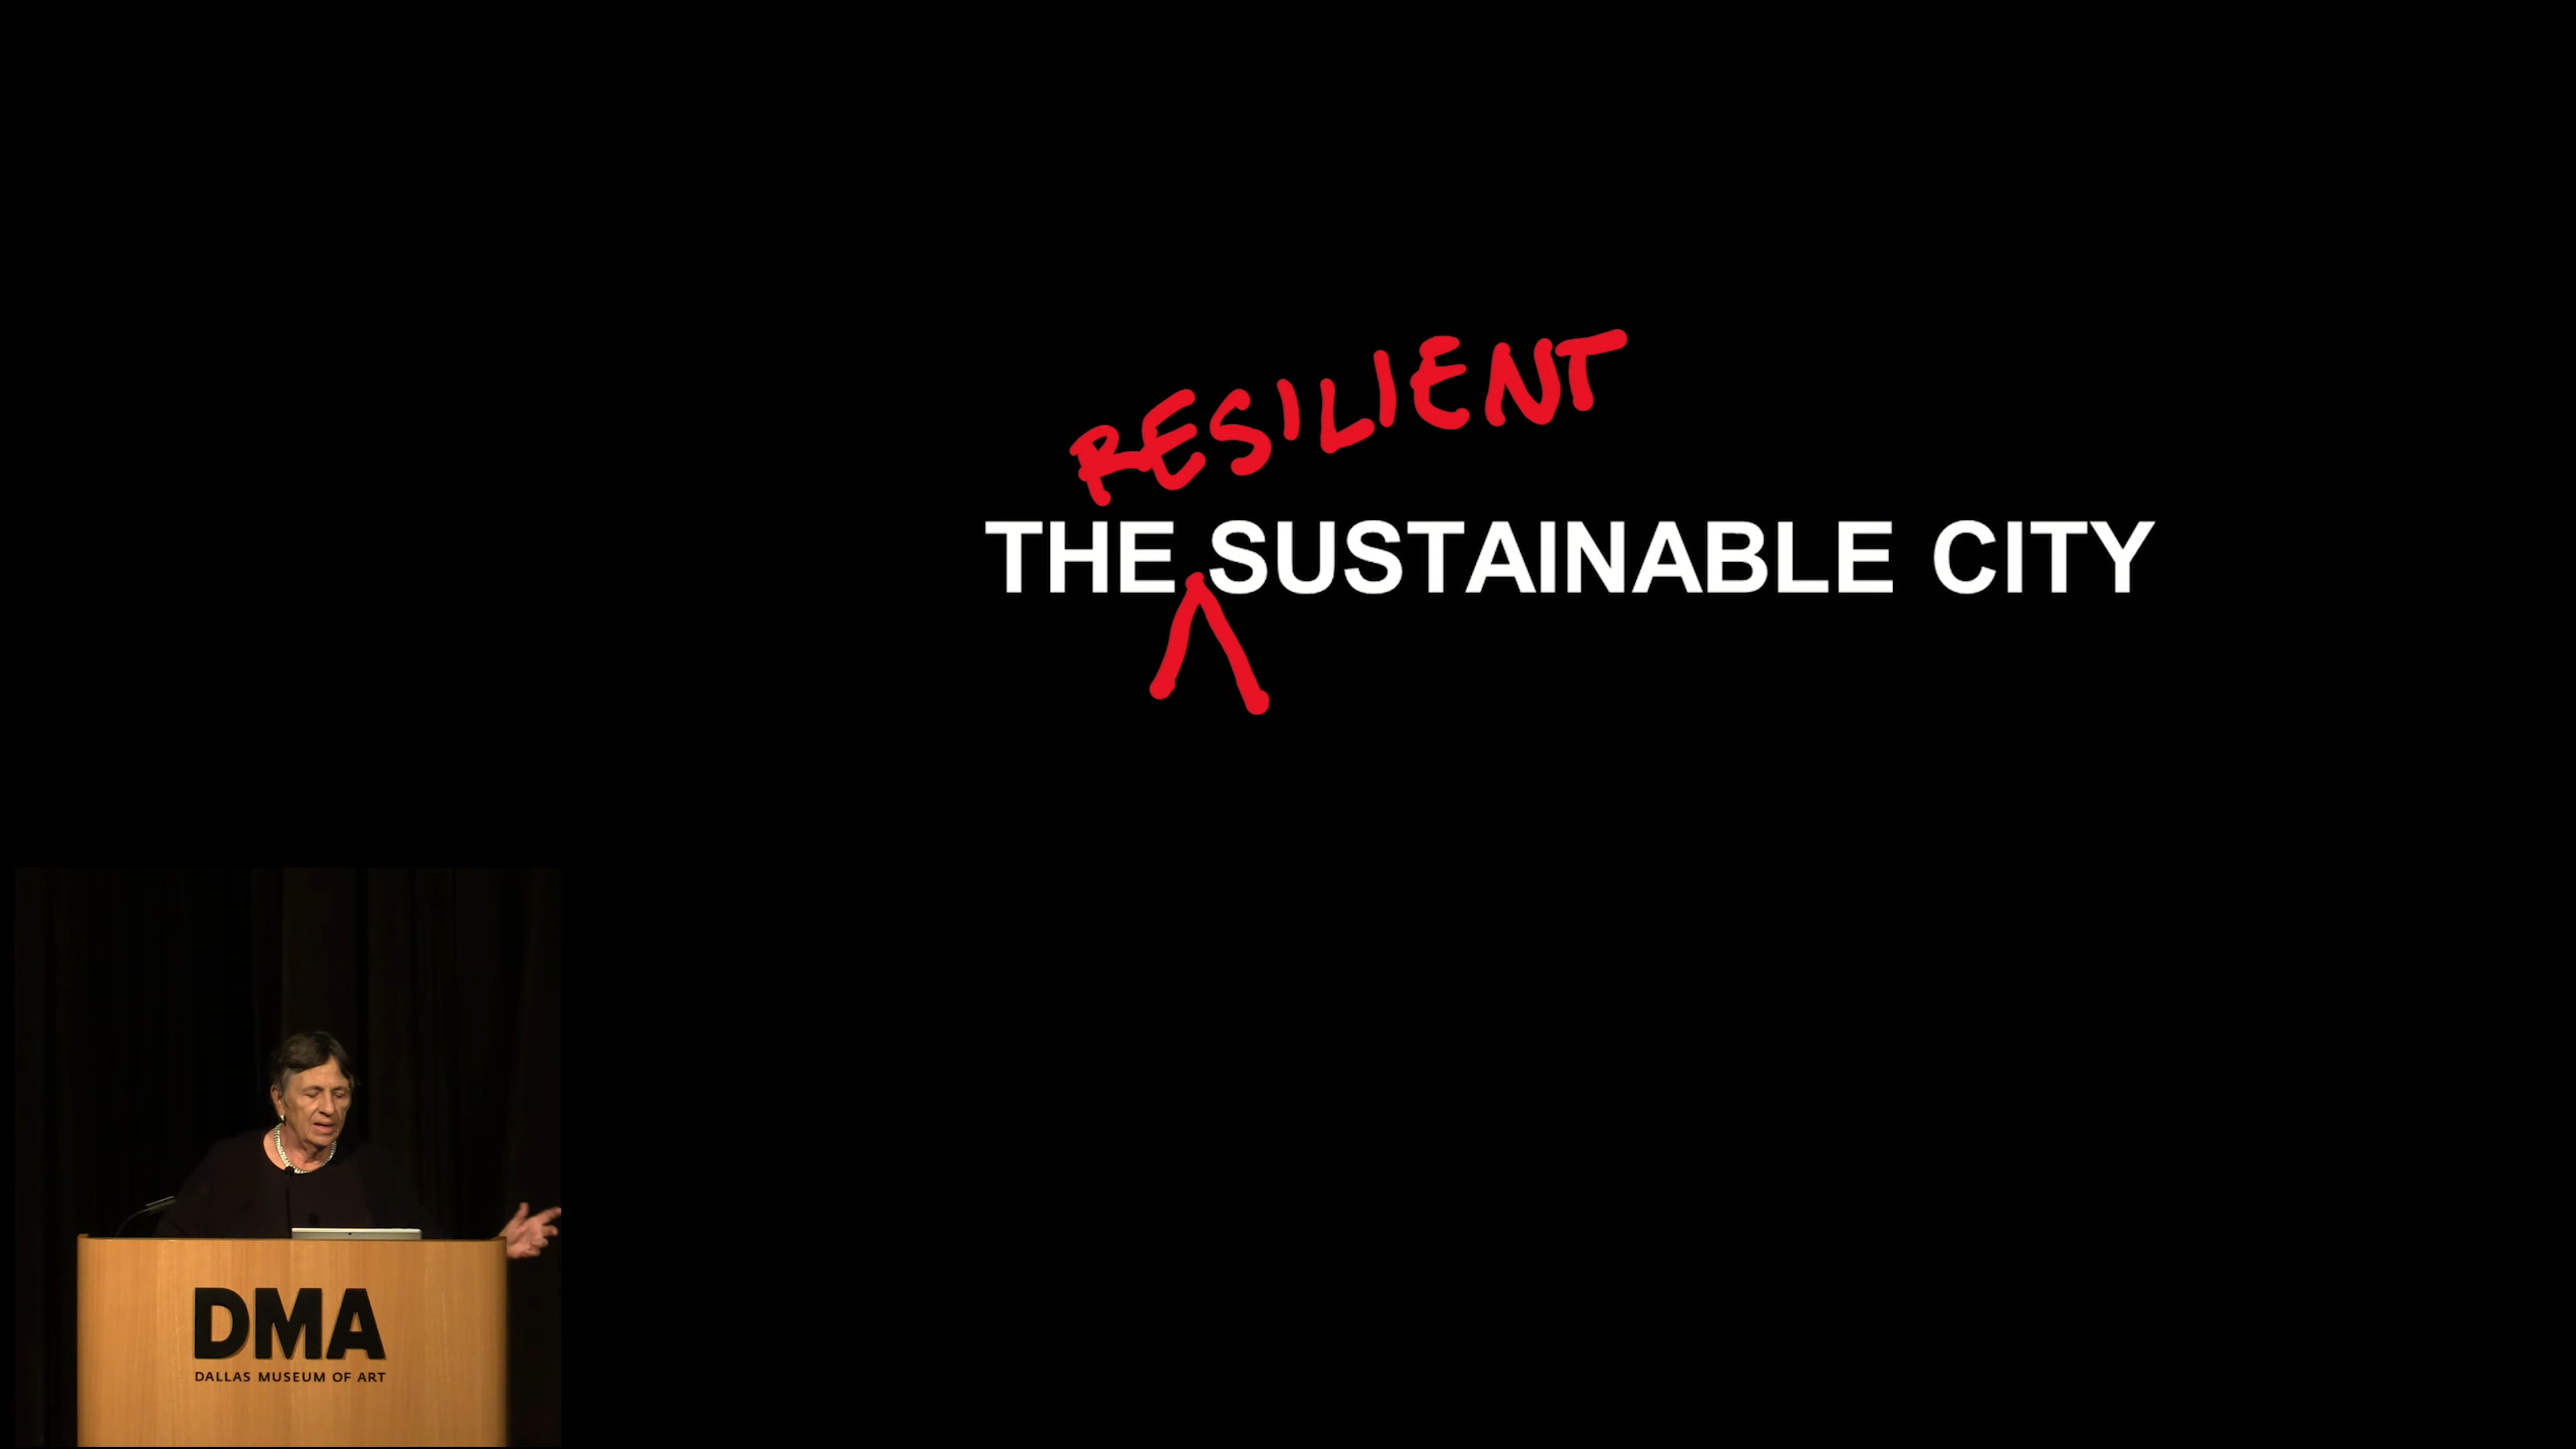 RESILIENT
THE SUSTAINABLE CITY
DMA
DALLAS MUSEUM OF ART